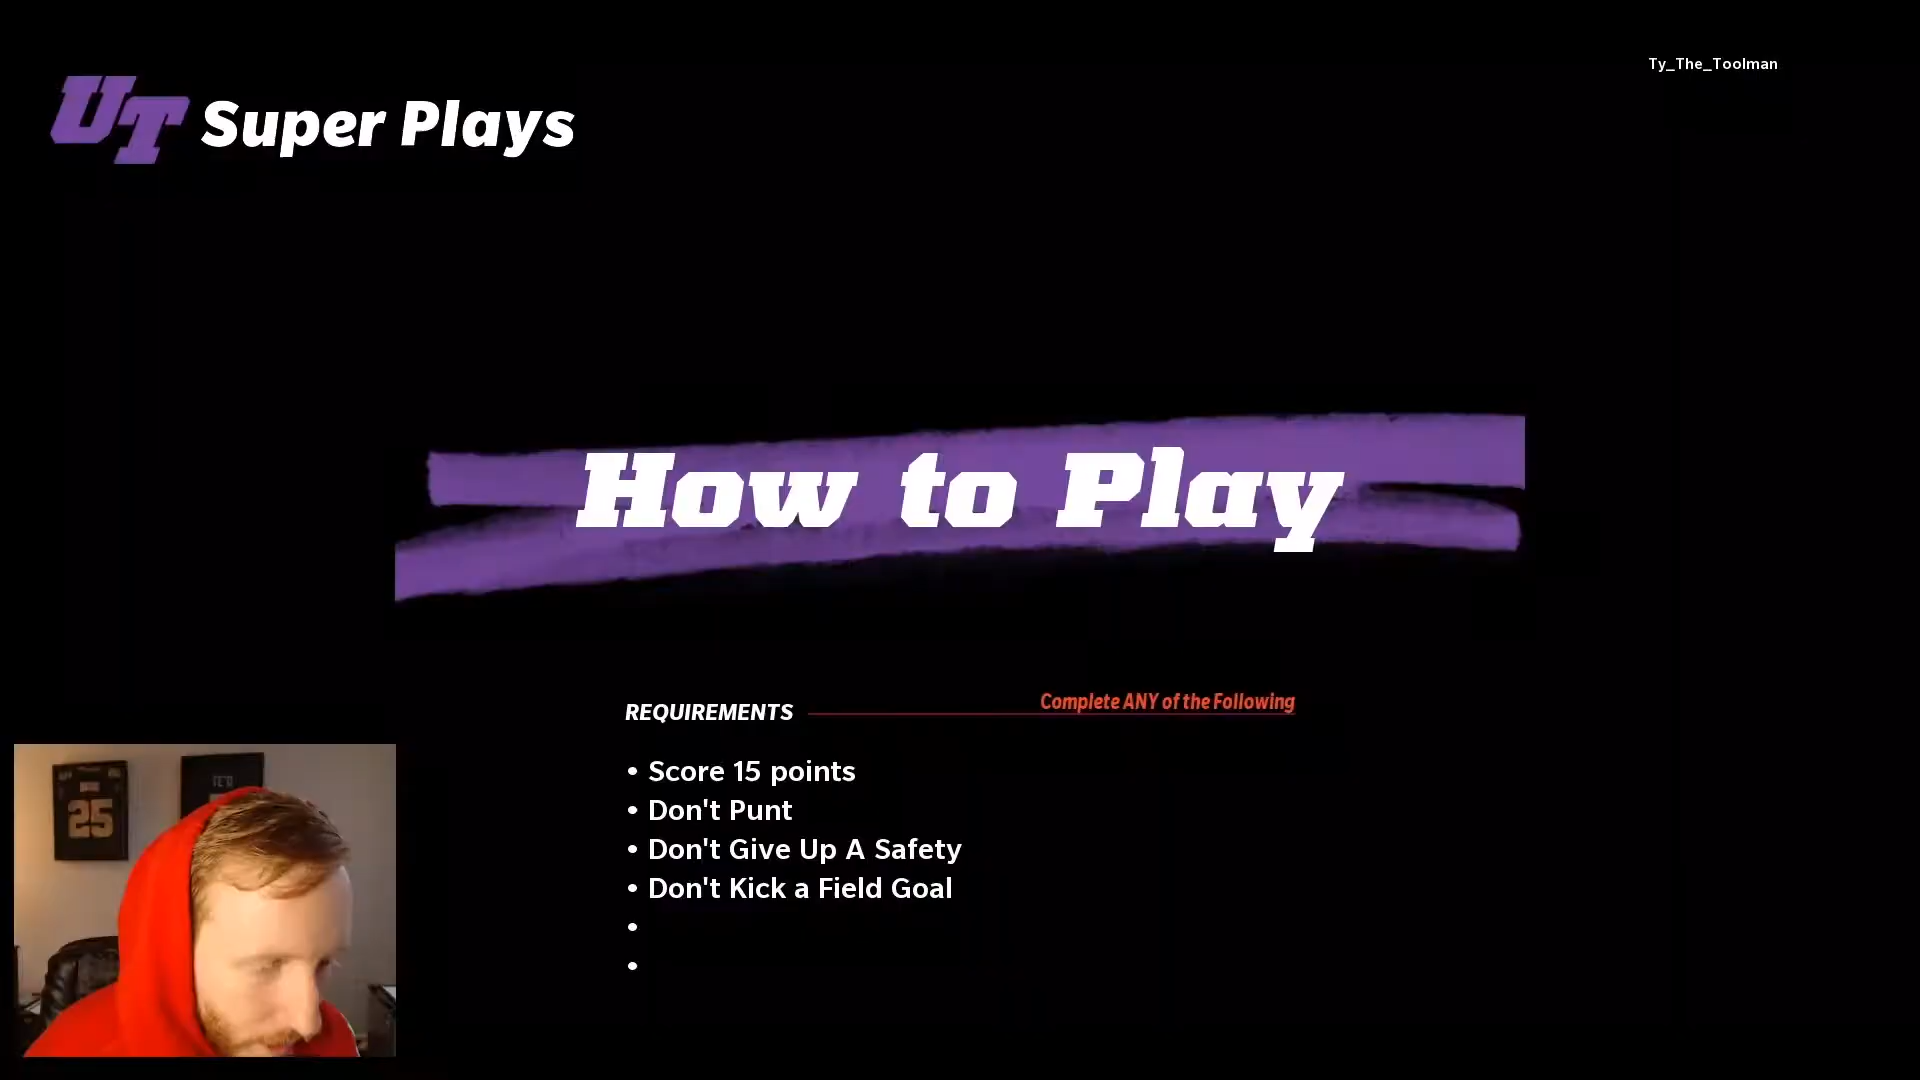 Ty_The_Toolman
UT Super Plays
How to Play
REQUIREMENTS
Complete ANY of the Following
• Score 15 points
• Don't Punt
• Don't Give Up A Safety
• Don't Kick a Field Goal
•
•
25